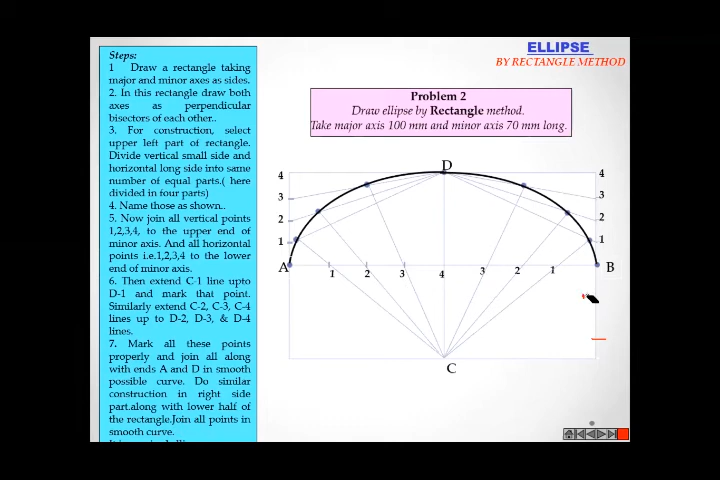 Steps:
1 Draw a rectangle taking
major and minor axes as sides.
2. In this rectangle draw both
axes as perpendicular
bisectors of each other..
3. For construction, select
upper left part of rectangle.
Divide vertical small side and
horizontal long side into same
number of equal parts.( here
divided in four parts)
4. Name those as shown..
5. Now join all vertical points
1,2,3,4, to the upper end of
minor axis. And all horizontal
points i.e.1,2,3,4 to the lower
end of minor axis.
6. Then extend C-1 line upto
D-1 and mark that point.
Similarly extend C-2, C-3, C-4
lines up to D-2, D-3, & D-4
lines.
7. Mark all these points
properly and join all along
with ends A and D in smooth
possible curve. Do similar
construction in right side
part.along with lower half of
the rectangle.Join all points in
smooth curve.
ELLIPSE
BY RECTANGLE METHOD
Problem 2
Draw ellipse by Rectangle method.
Take major axis 100 mm and minor axis 70 mm long.
D
4 4
3 3
2 2
1 1
A B
1 2 3 4 3 2 1
C